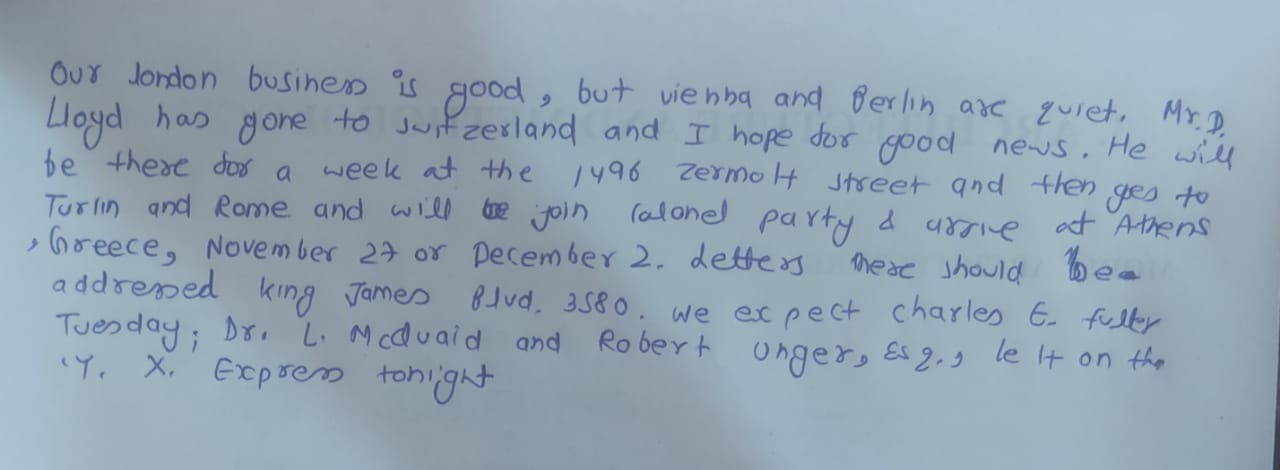 Our london business is good, but vienna and Berlin are quiet. Mr. D.
Lloyd has gone to switzerland and I hope for good news. He will
be there for a week at the 1496 zermott street and then ges to
Turlin and Rome and will join Colonel party & arrive at Athens
, Greece, November 27 or December 2. Letters there should be
addressed king James Blvd. 3580. we expect charles E. fuller
Tuesday; Dr. L. McQuaid and Robert Unger, Esq., left on the
'Y. X. Express tonight